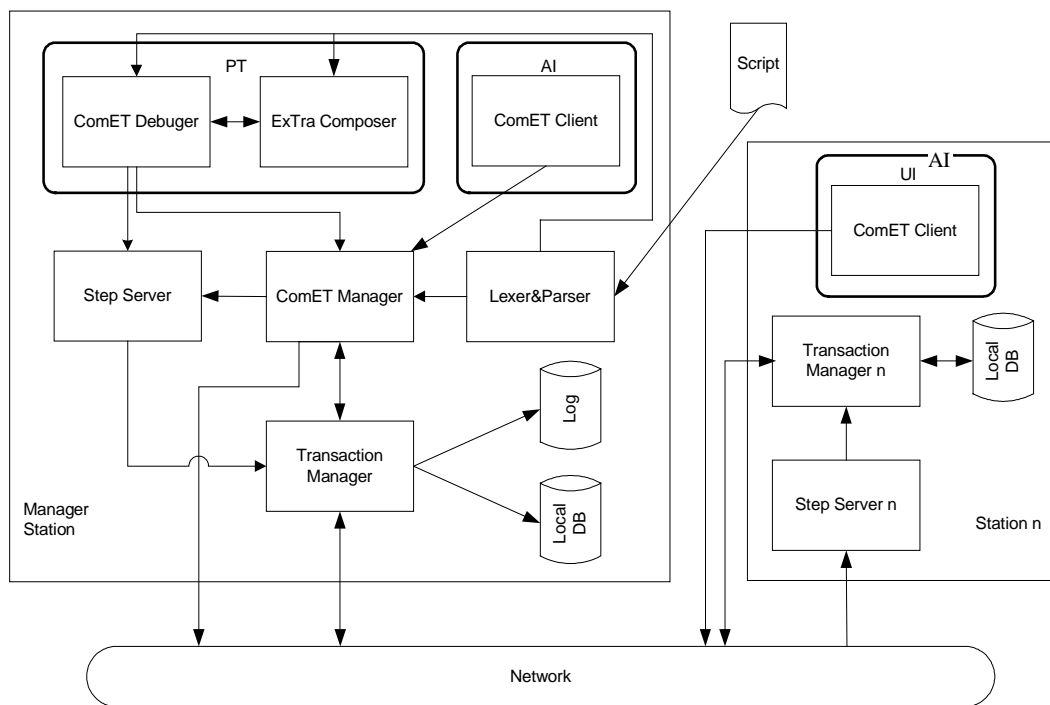 PT
AI
Script
ComET Debuger
ExTra Composer
ComET Client
AI
UI
ComET Client
Step Server
ComET Manager
Lexer&Parser
Transaction
Manager n
Local
DB
Log
Transaction
Manager
Local
DB
Step Server n
Manager
Station
Station n
Network